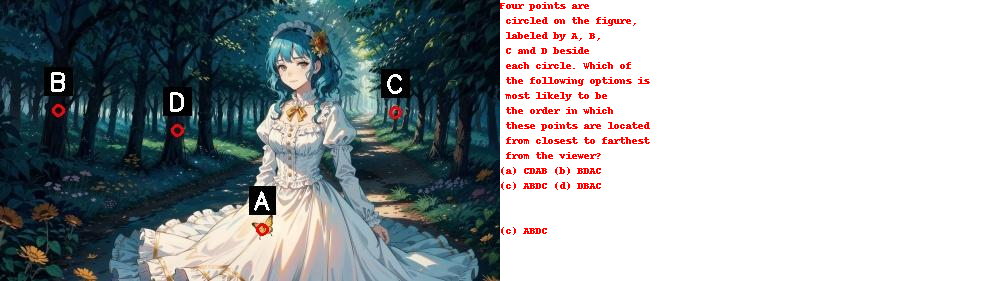 B
D
C
A
Four points are
circled on the figure,
labeled by A, B,
C and D beside
each circle. Which of
the following options is
most likely to be
the order in which
these points are located
from closest to farthest
from the viewer?
(a) CDAB (b) BDAC
(c) ABDC (d) DBAC
(c) ABDC